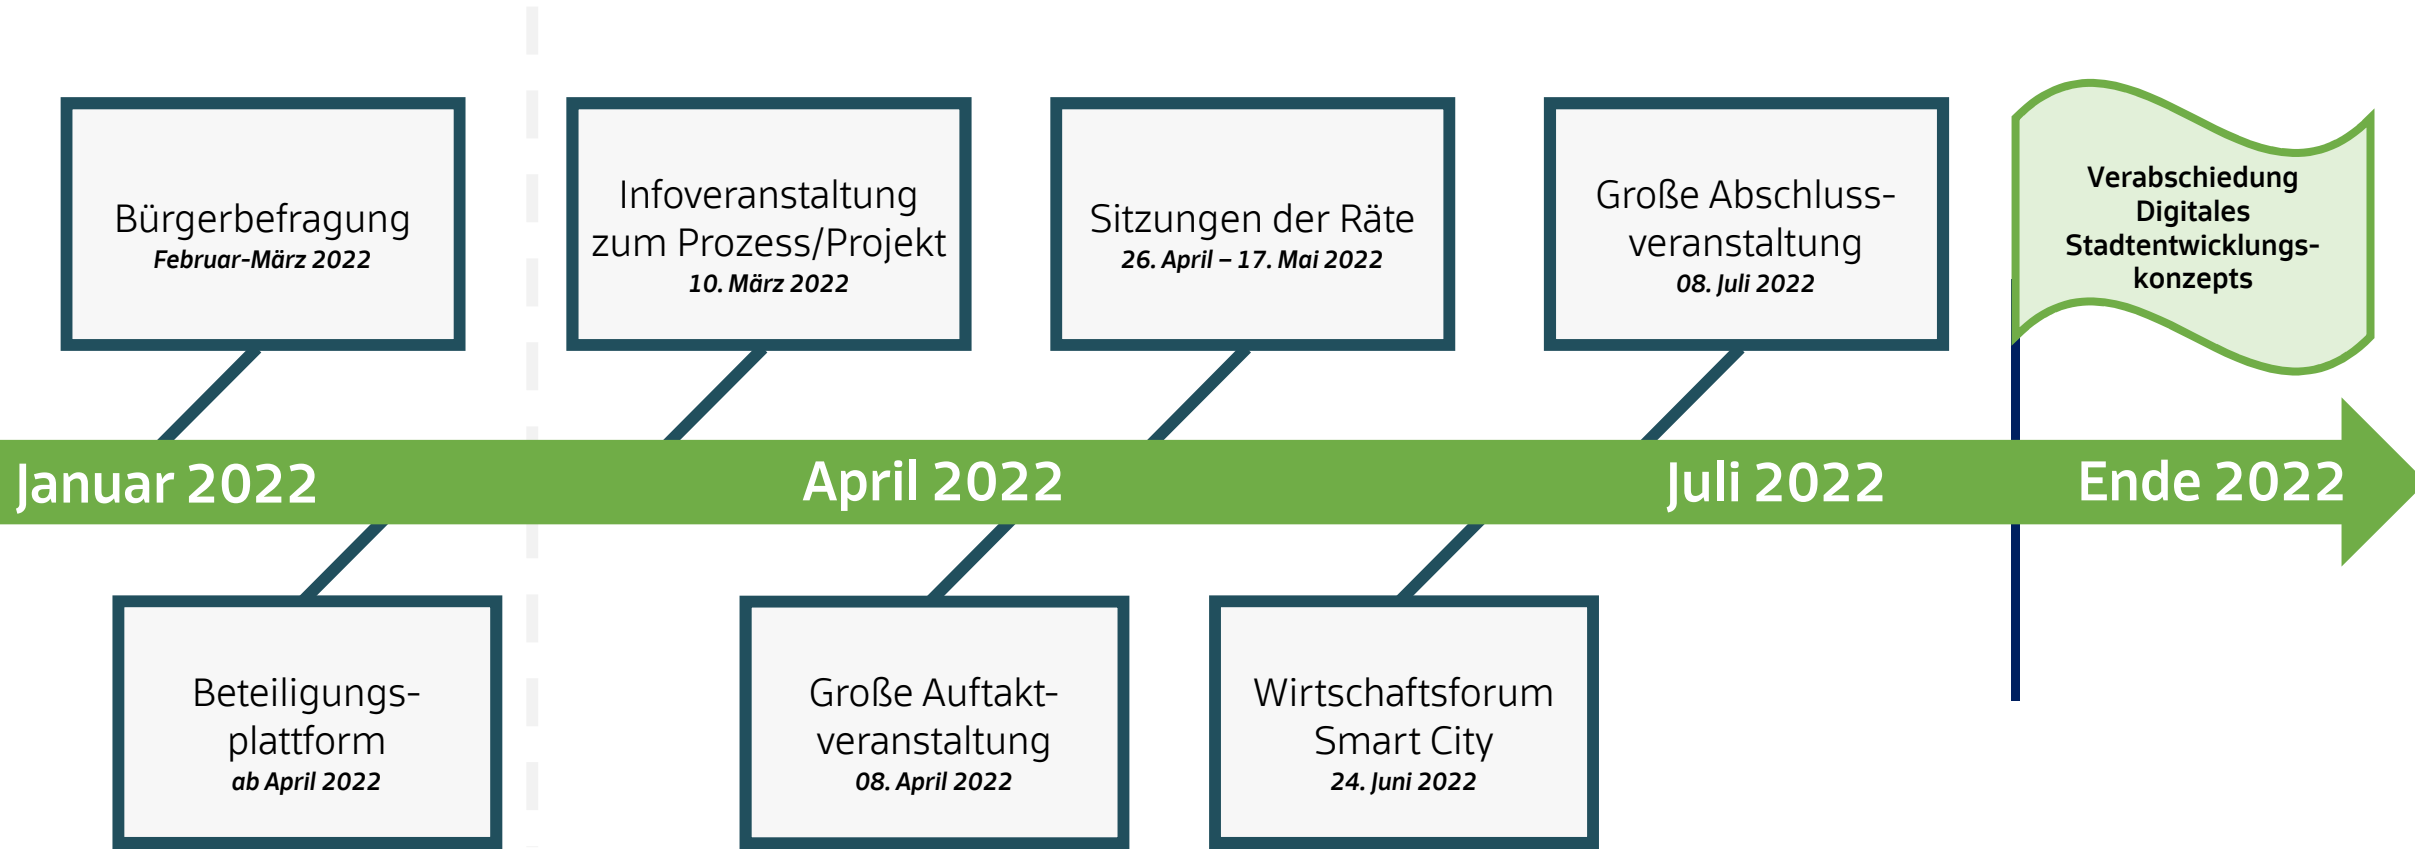 Bürgerbefragung
Februar-März 2022
Infoveranstaltung
zum Prozess/Projekt
10. März 2022
Sitzungen der Räte
26. April – 17. Mai 2022
Große Abschluss-
veranstaltung
08. Juli 2022
Verabschiedung
Digitales
Stadtentwicklungs-
konzepts
Januar 2022
April 2022
Juli 2022
Ende 2022
Beteiligungs-
plattform
ab April 2022
Große Auftakt-
veranstaltung
08. April 2022
Wirtschaftsforum
Smart City
24. Juni 2022